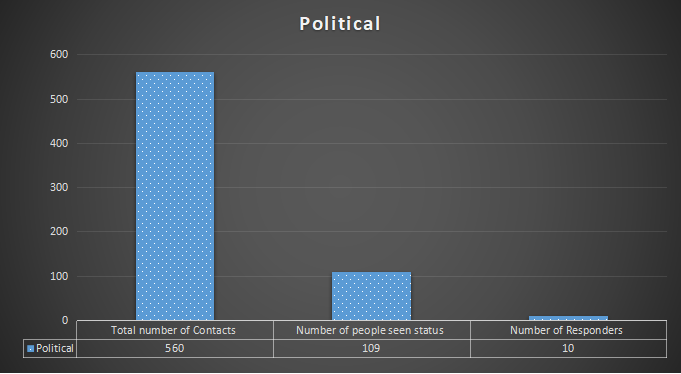 Political
600
500
400
300
200
100
0
Total number of Contacts Number of people seen status Number of Responders
Political 560 109 10